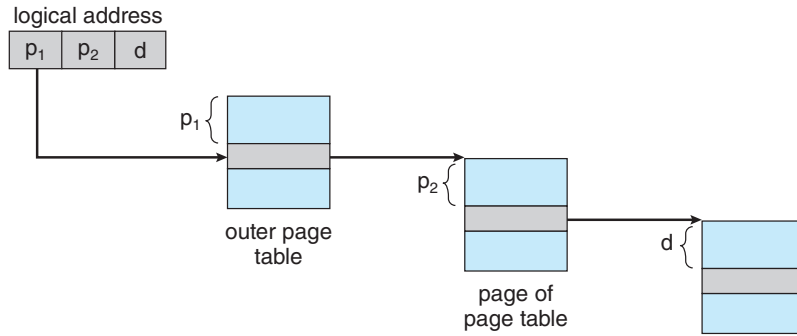 logical address
p1 p2 d
p1
outer page
table
p2
page of
page table
d